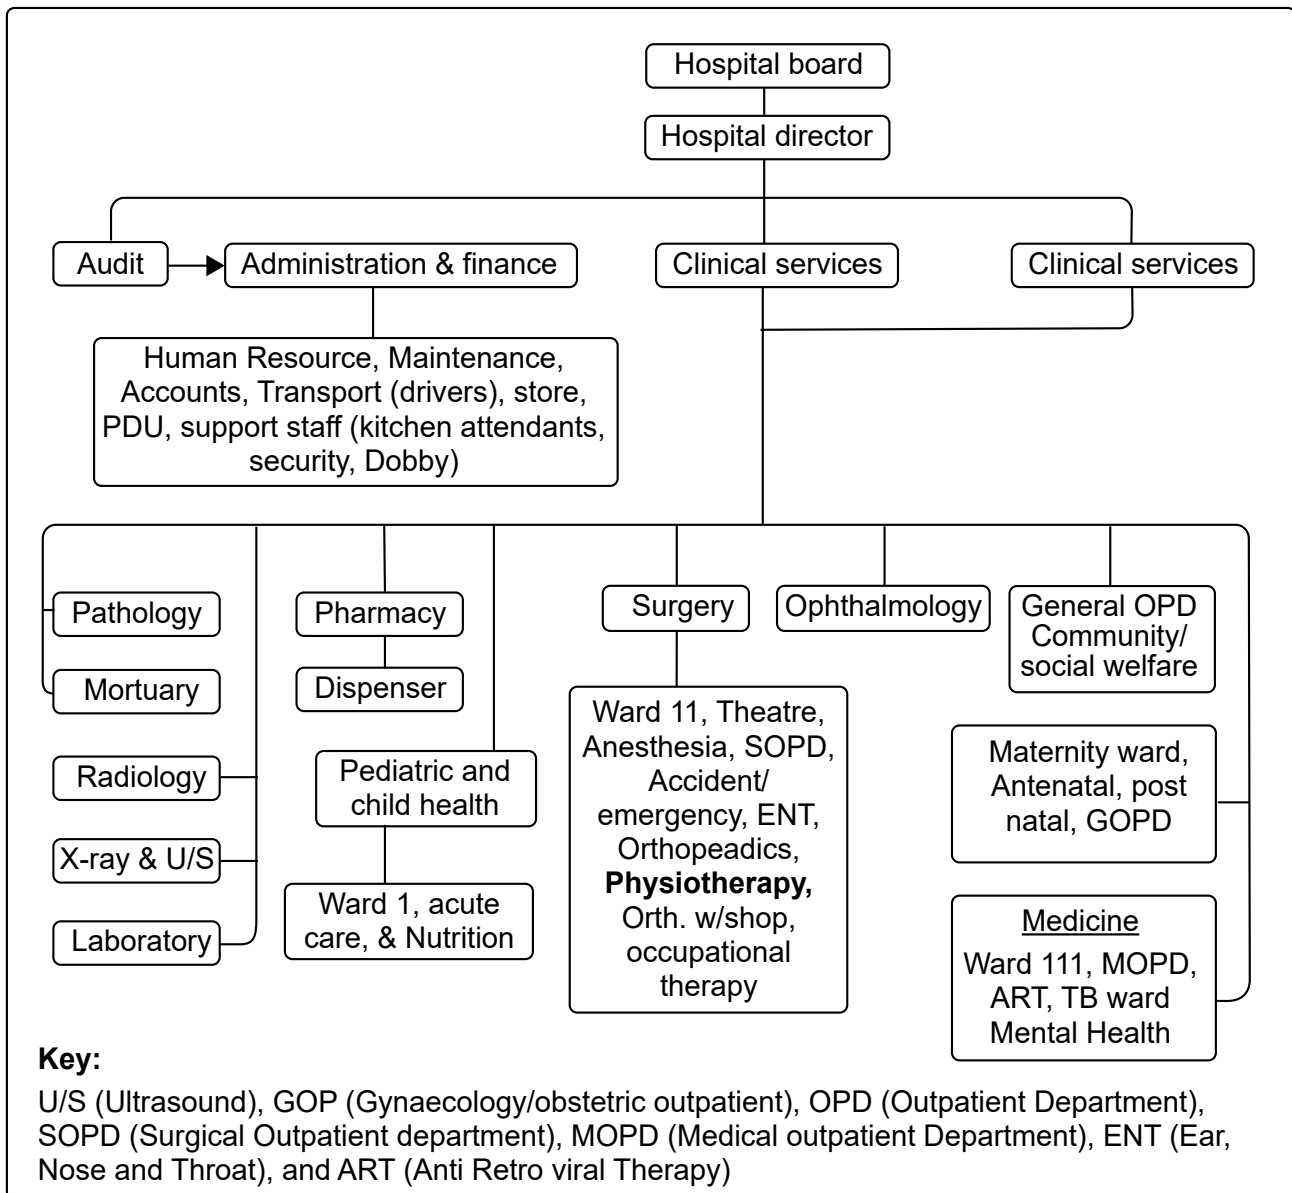 Hospital board
Hospital director
Audit
Administration & finance
Clinical services
Clinical services
Human Resource, Maintenance,
Accounts, Transport (drivers), store,
PDU, support staff (kitchen attendants,
security, Dobby)
Pathology
Mortuary
Radiology
X-ray & U/S
Laboratory
Pharmacy
Dispenser
Pediatric and
child health
Ward 1, acute
care, & Nutrition
Surgery
Ward 11, Theatre,
Anesthesia, SOPD,
Accident/
emergency, ENT,
Orthopeadics,
Physiotherapy,
Orth. w/shop,
occupational
therapy
Ophthalmology
General OPD
Community/
social welfare
Maternity ward,
Antenatal, post
natal, GOPD
Medicine
Ward 111, MOPD,
ART, TB ward
Mental Health
Key:
U/S (Ultrasound), GOP (Gynaecology/obstetric outpatient), OPD (Outpatient Department),
SOPD (Surgical Outpatient department), MOPD (Medical outpatient Department), ENT (Ear,
Nose and Throat), and ART (Anti Retro viral Therapy)